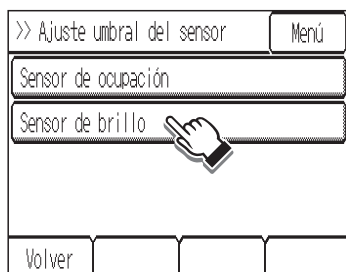 >> Ajuste umbral del sensor Menú
Sensor de ocupación
Sensor de brillo
Volver